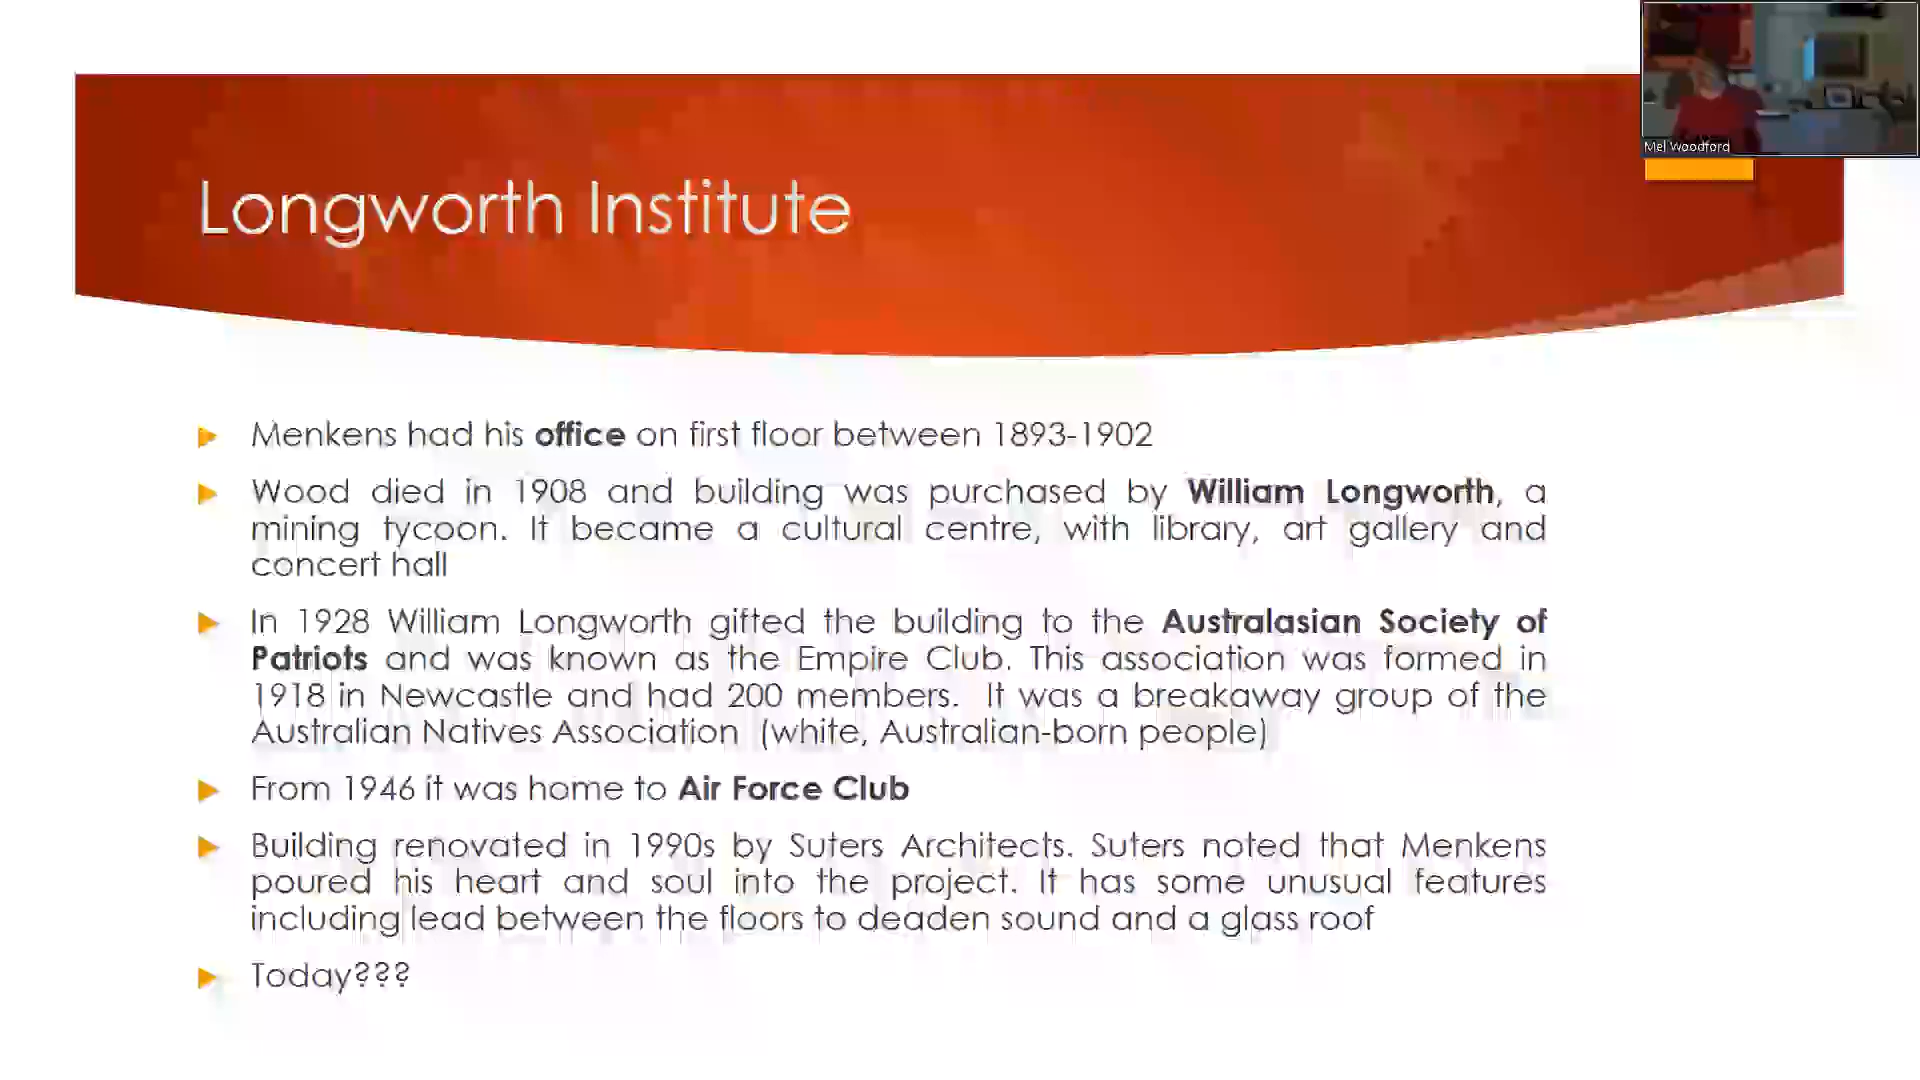 Mel Woodford
Longworth Institute
Menkens had his office on first floor between 1893-1902
Wood died in 1908 and building was purchased by William Longworth, a
mining tycoon. It became a cultural centre, with library, art gallery and
concert hall
In 1928 William Longworth gifted the building to the Australasian Society of
Patriots and was known as the Empire Club. This association was formed in
1918 in Newcastle and had 200 members. It was a breakaway group of the
Australian Natives Association (white, Australian-born people)
From 1946 it was home to Air Force Club
Building renovated in 1990s by Suters Architects. Suters noted that Menkens
poured his heart and soul into the project. It has some unusual features
including lead between the floors to deaden sound and a glass roof
Today???